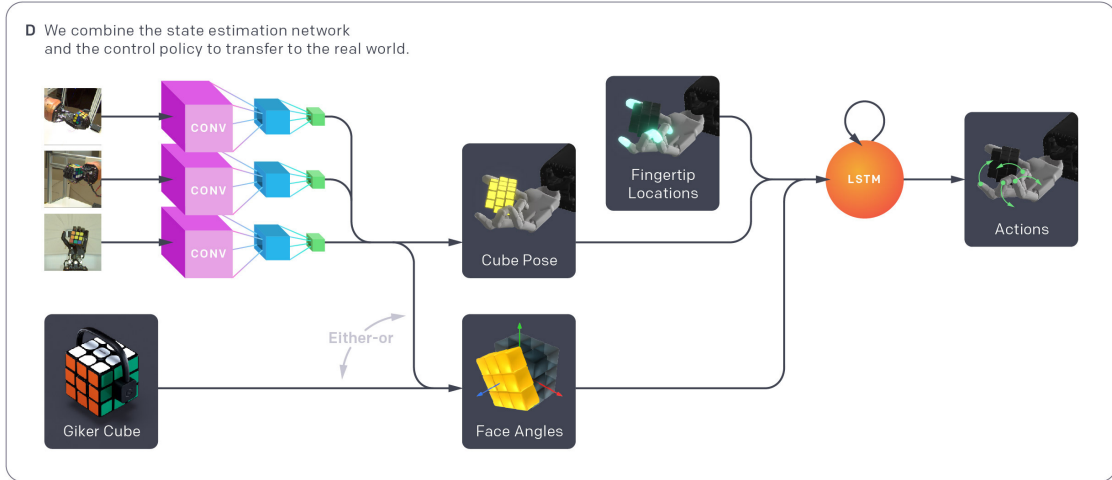 D We combine the state estimation network
and the control policy to transfer to the real world.
CONV
CONV
CONV
Fingertip
Locations
LSTM
Actions
Cube Pose
Either-or
Giker Cube
Face Angles